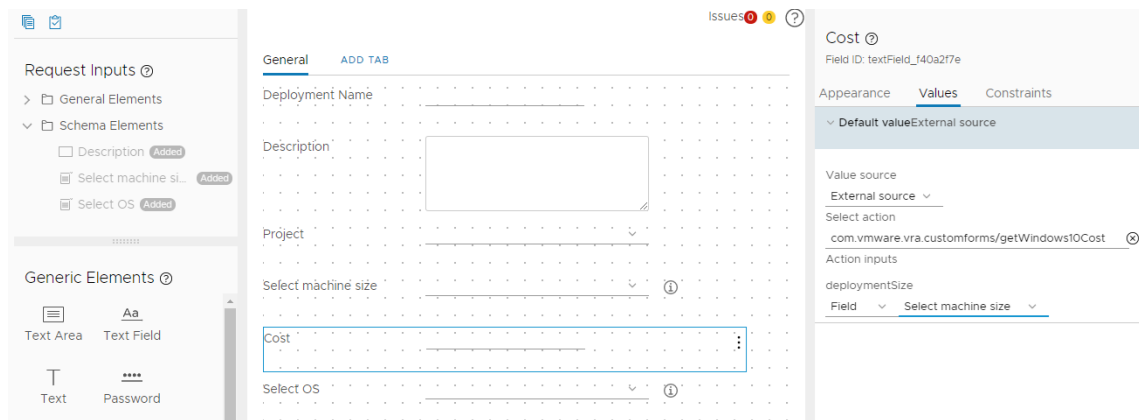 Issues 0 0
Request Inputs
General Elements
Schema Elements
Description Added
Select machine si... Added
Select OS Added
Generic Elements
Aa
Text Area Text Field
T
Text Password
General ADD TAB
Deployment Name
Description
Project
Select machine size
Cost
Select OS
Cost
Field ID: textField_f40a2f7e
Appearance Values Constraints
Default valueExternal source
Value source
External source
Select action
com.vmware.vra.customforms/getWindows10Cost
Action inputs
deploymentSize
Field Select machine size